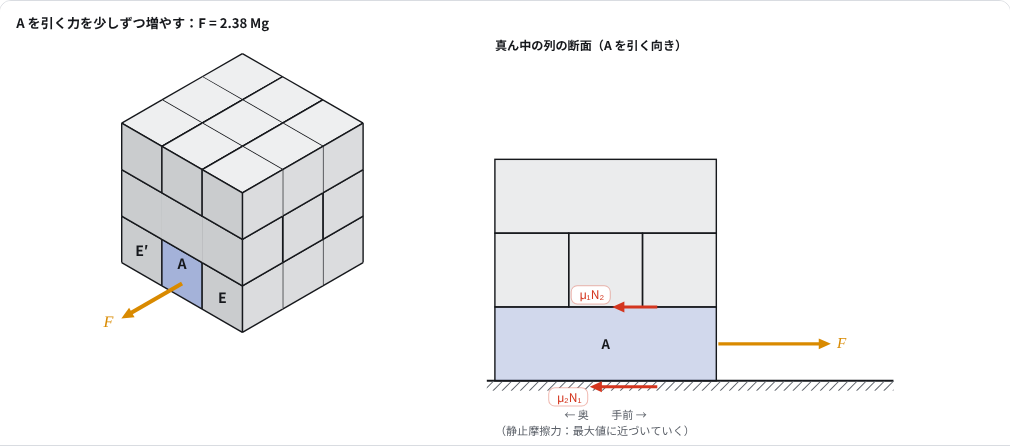 A を引く力を少しずつ増やす：F = 2.38 Mg
真ん中の列の断面（A を引く向き）
E′
A
E
F
μ₁N₂
A
F
μ₂N₁
← 奥 手前 →
（静止摩擦力：最大値に近づいていく）